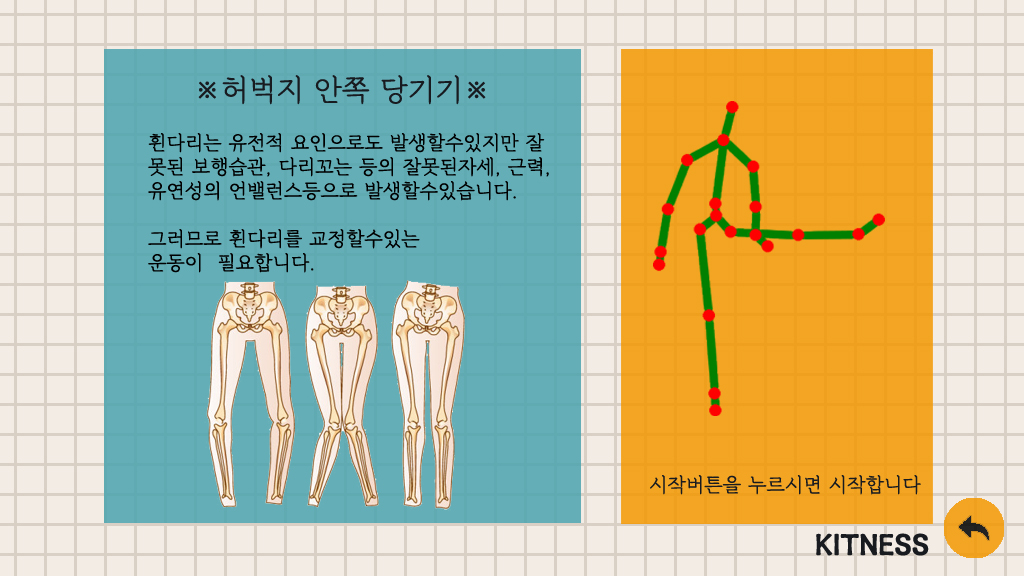 ※허벅지 안쪽 당기기※
휜다리는 유전적 요인으로도 발생할수있지만 잘
못된 보행습관, 다리꼬는 등의 잘못된자세, 근력,
유연성의 언밸런스등으로 발생할수있습니다.
그러므로 휜다리를 교정할수있는
운동이 필요합니다.
시작버튼을 누르시면 시작합니다
KITNESS